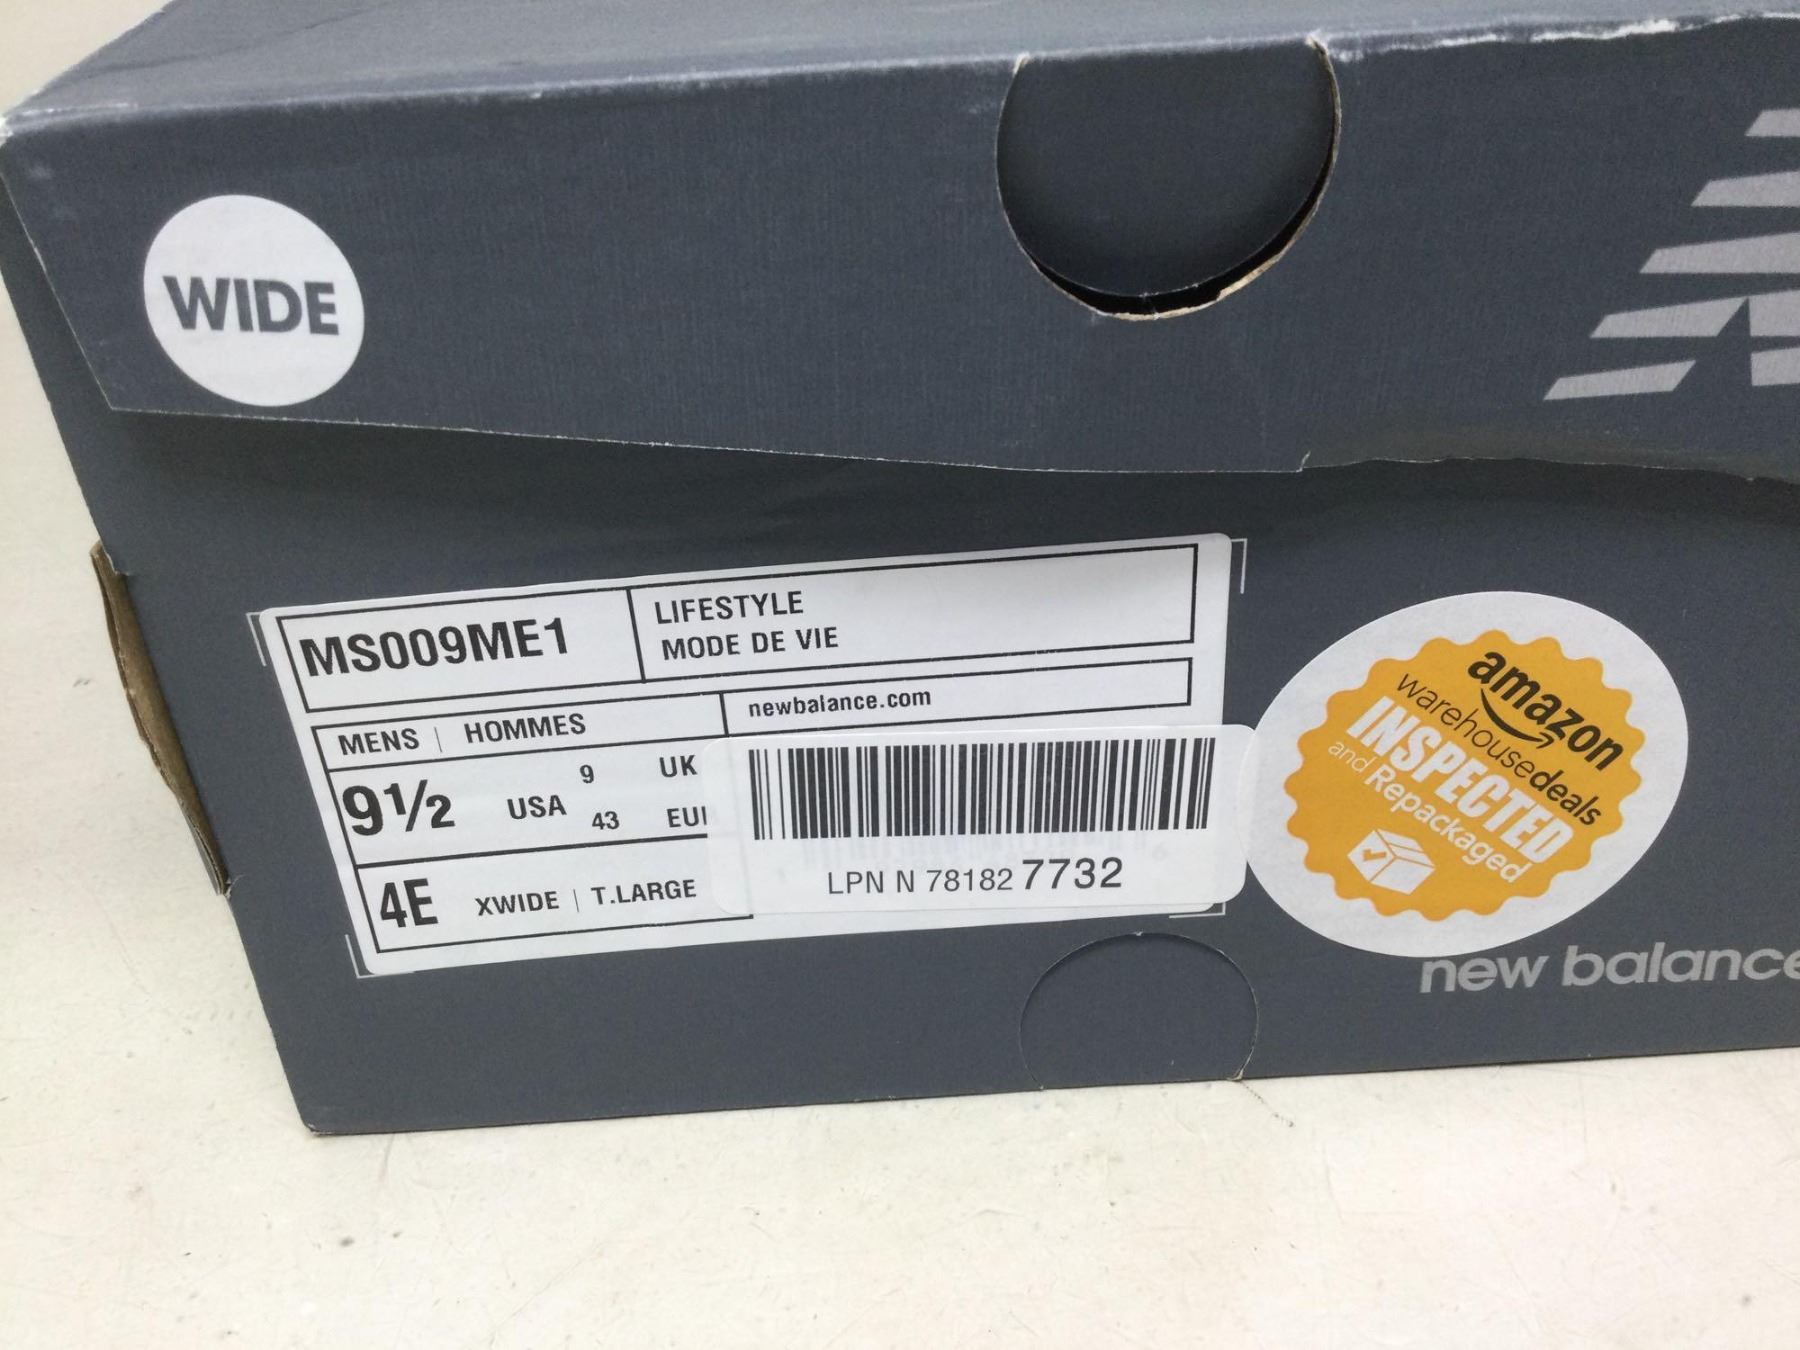 WIDE
MS009ME1
LIFESTYLE
MODE DE VIE
MENS | HOMMES
newbalance.com
9½ USA
9 UK
43
4E XWIDE | T.LARGE
LPN N 78182 7732
amazon
warehousedeals
INSPECTED
and Repackaged
new balance